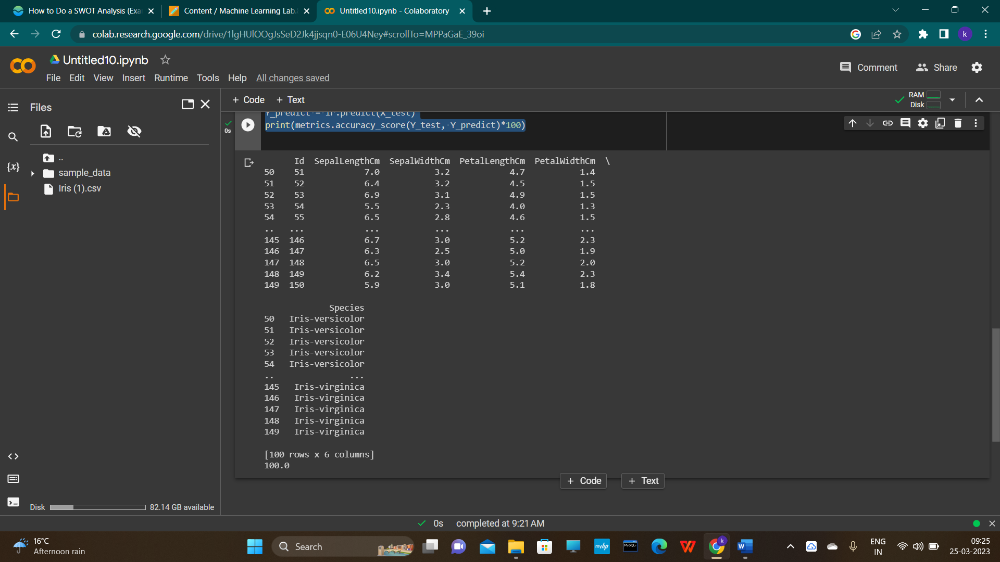 How to Do a SWOT Analysis (Exa
Content / Machine Learning Lab.
Untitled10.ipynb - Colaboratory
colab.research.google.com/drive/1lgHUlOOgJsSeD2Jk4jjsqn0-E06U4Ney#scrollTo=MPPaGaE_39oi
k
Untitled10.ipynb
Comment
Share
File Edit View Insert Runtime Tools Help All changes saved
Files
+ Code + Text
RAM
Disk
Y_predict = lr.predict(X_test)
0s
print(metrics.accuracy_score(Y_test, Y_predict)*100)
{x}
..
sample_data
Iris (1).csv
Id SepalLengthCm SepalWidthCm PetalLengthCm PetalWidthCm \
50 51 7.0 3.2 4.7 1.4
51 52 6.4 3.2 4.5 1.5
52 53 6.9 3.1 4.9 1.5
53 54 5.5 2.3 4.0 1.3
54 55 6.5 2.8 4.6 1.5
.. ... ... ... ... ...
145 146 6.7 3.0 5.2 2.3
146 147 6.3 2.5 5.0 1.9
147 148 6.5 3.0 5.2 2.0
148 149 6.2 3.4 5.4 2.3
149 150 5.9 3.0 5.1 1.8
Species
50 Iris-versicolor
51 Iris-versicolor
52 Iris-versicolor
53 Iris-versicolor
54 Iris-versicolor
.. ...
145 Iris-virginica
146 Iris-virginica
147 Iris-virginica
148 Iris-virginica
149 Iris-virginica
[100 rows x 6 columns]
100.0
+ Code + Text
Disk 82.14 GB available
0s completed at 9:21 AM
16°C
Afternoon rain
Search
myhp
MySQL
W
k
ENG
IN
09:25
25-03-2023